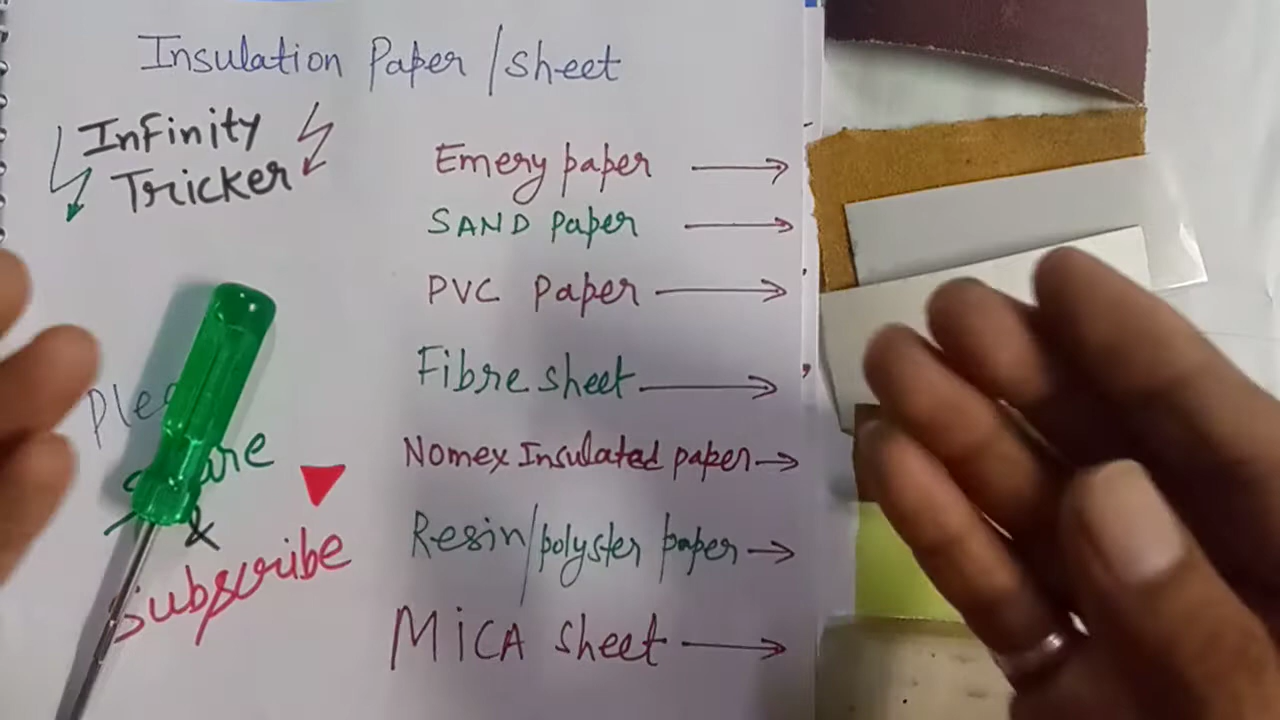 Insulation Paper/sheet
Infinity
Tricker
Emery paper
SAND Paper
PVC Paper
Fibre sheet
Nomex Insulated paper
Resin/polyster paper
MiCA sheet
&
Subscribe